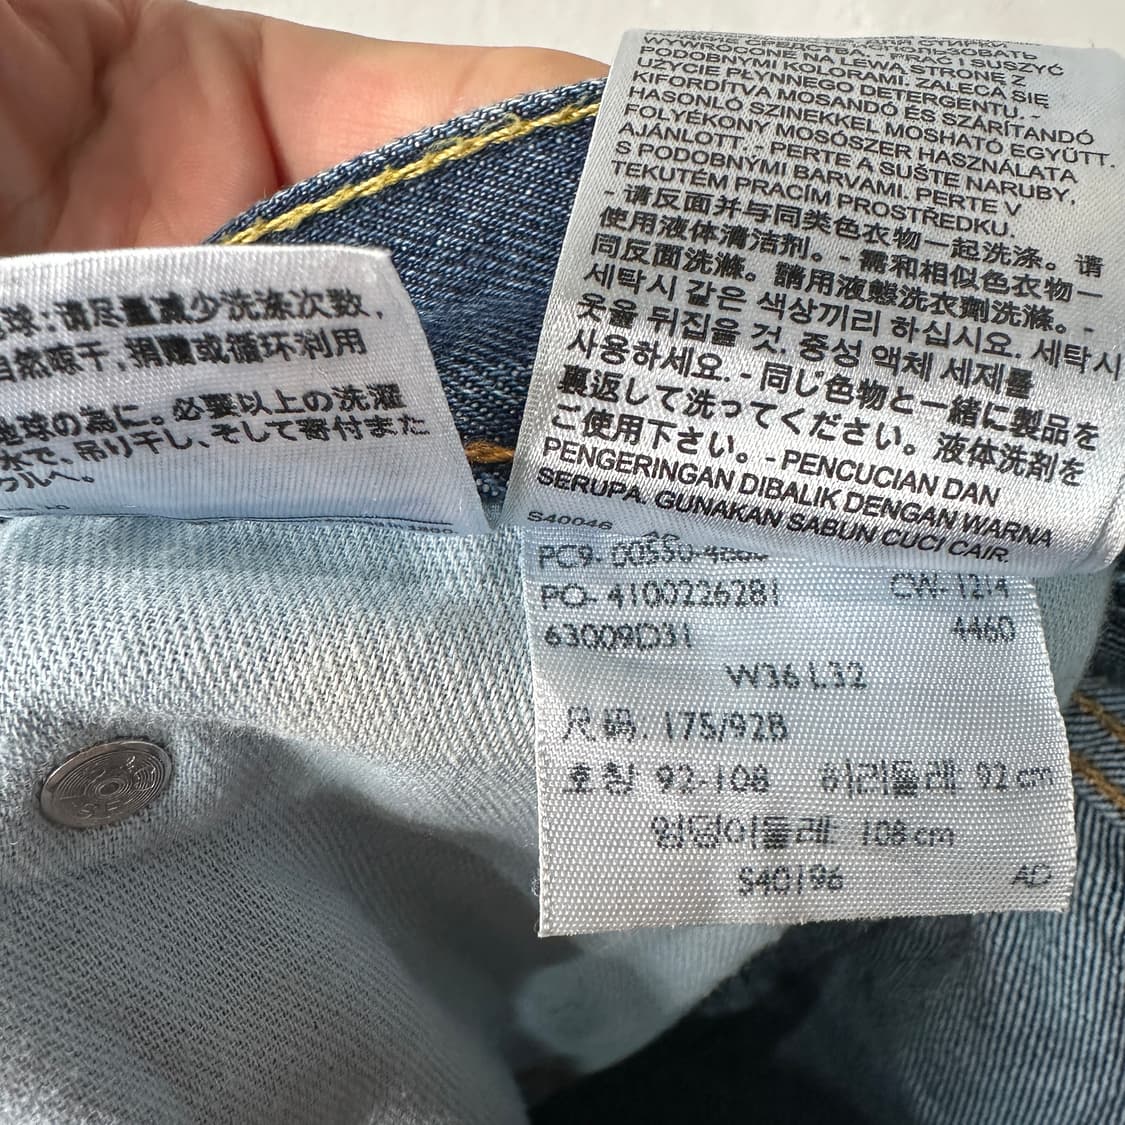 球:请尽量减少洗涤次数,
自然晾干,捐赠或循环利用
地球の為に。必要以上の洗濯
水で、吊り干し、そして寄付また
クルへ。
WYWRÓCONE NA LEWĄ STRONĘ Z
PODOBNYMI KOLORAMI. ZALECA SIĘ
UŻYCIE PŁYNNEGO DETERGENTU. -
KIFORDÍTVA MOSANDÓ ÉS SZÁRÍTANDÓ
HASONLÓ SZINEKKEL MOSHATÓ EGYÜTT.
FOLYÉKONY MOSÓSZER HASZNÁLATA
AJÁNLOTT. - PERTE A SUŠTE NARUBY,
S PODOBNÝMI BARVAMI. PERTE V
TEKUTÉM PRACÍM PROSTŘEDKU.
- 请反面并与同类色衣物一起洗涤。请
使用液体清洁剂。- 需和相似色衣物一
同反面洗滌。請用液態洗衣劑洗滌。-
세탁시 같은 색상끼리 하십시요. 세탁시
옷을 뒤집을 것. 중성 액체 세제를
사용하세요. - 同じ色物と一緒に製品を
裏返して洗ってください。液体洗剤を
ご使用下さい。- PENCUCIAN DAN
PENGERINGAN DIBALIK DENGAN WARNA
SERUPA. GUNAKAN SABUN CUCI CAIR.
S40046
PO- 4100226281 CW- 1214
63009D31 4460
W36 L32
尺码. 175/92B
호칭 92-108 허리둘레 92 cm
엉덩이둘레 108 cm
S40196 AD